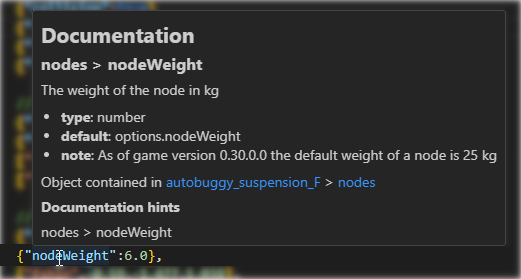 Documentation
nodes > nodeWeight
The weight of the node in kg
• type: number
• default: options.nodeWeight
• note: As of game version 0.30.0.0 the default weight of a node is 25 kg
Object contained in autobuggy_suspension_F > nodes
Documentation hints
nodes > nodeWeight
{"nodeWeight":6.0},